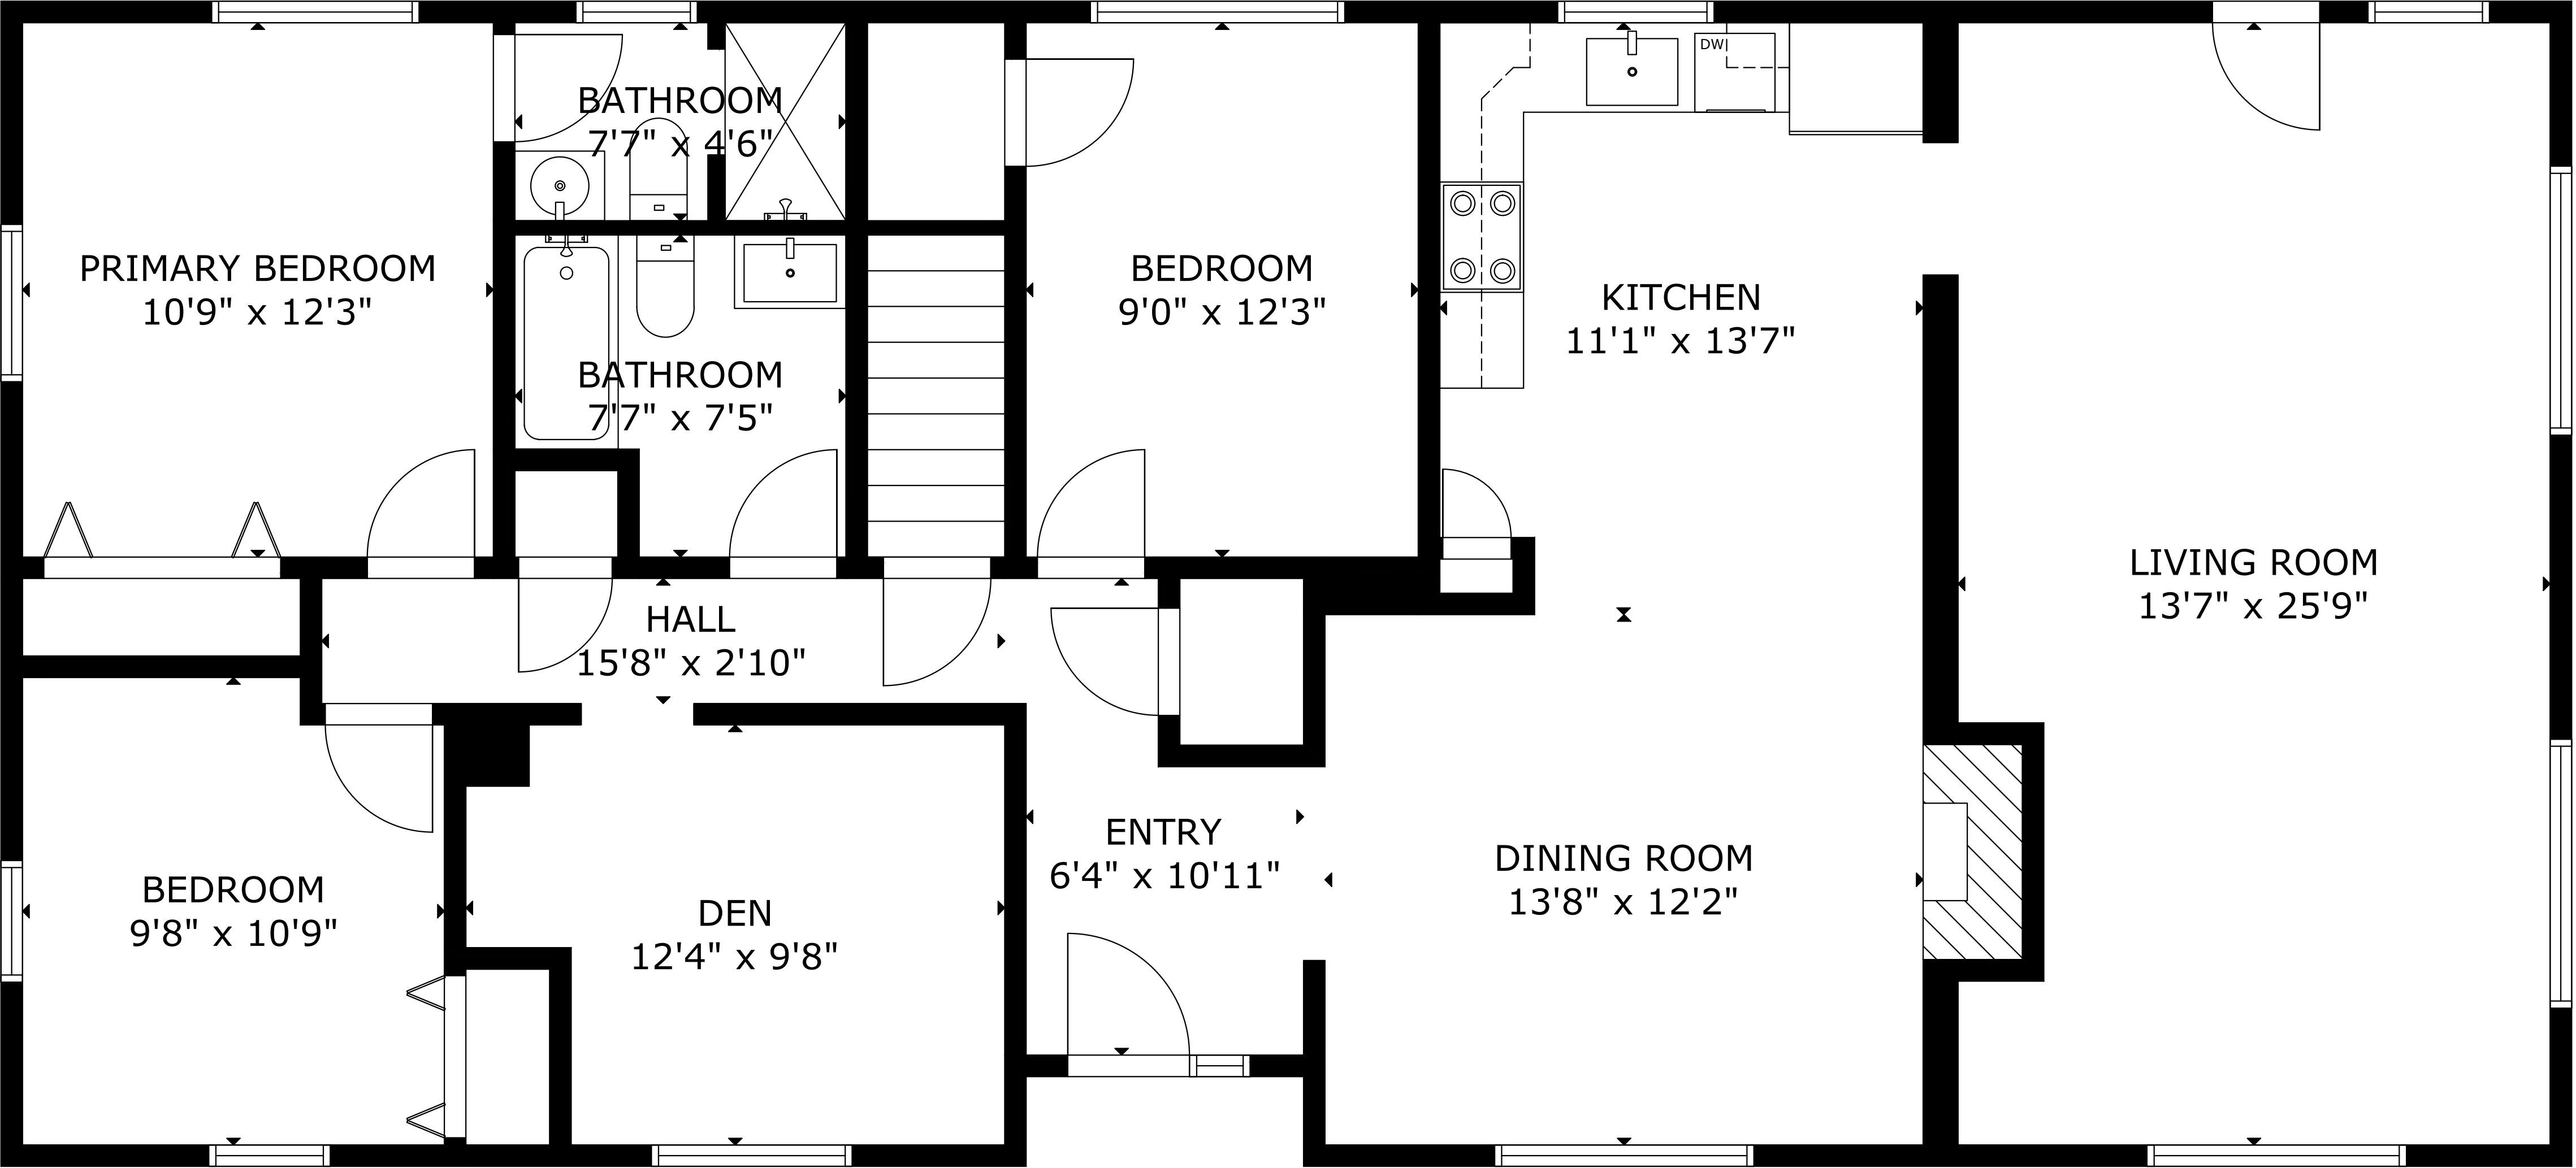 BATHROOM
7'7" x 4'6"
DW
PRIMARY BEDROOM
10'9" x 12'3"
BEDROOM
9'0" x 12'3"
KITCHEN
11'1" x 13'7"
BATHROOM
7'7" x 7'5"
LIVING ROOM
13'7" x 25'9"
HALL
15'8" x 2'10"
ENTRY
6'4" x 10'11"
DINING ROOM
13'8" x 12'2"
BEDROOM
9'8" x 10'9"
DEN
12'4" x 9'8"